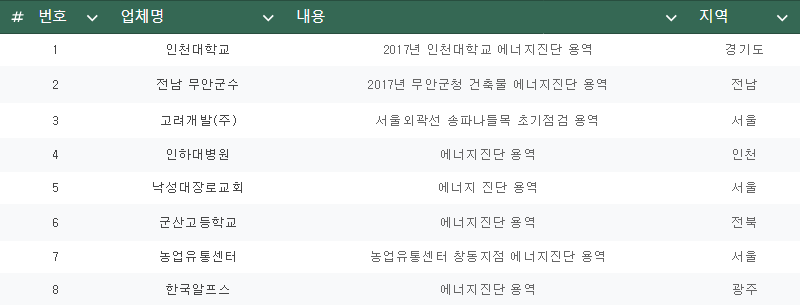 # 번호 업체명 내용 지역
1 인천대학교 2017년 인천대학교 에너지진단 용역 경기도
2 전남 무안군수 2017년 무안군청 건축물 에너지진단 용역 전남
3 고려개발(주) 서울외곽선 송파나들목 초기점검 용역 서울
4 인하대병원 에너지진단 용역 인천
5 낙성대장로교회 에너지 진단 용역 서울
6 군산고등학교 에너지진단 용역 전북
7 농업유통센터 농업유통센터 창동지점 에너지진단 용역 서울
8 한국알프스 에너지진단 용역 광주